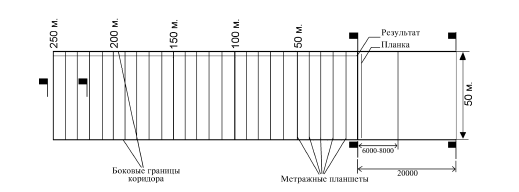 250 м.
200 м.
150 м.
100 м.
50 м.
Результат
Планка
50 м.
6000-8000
20000
Боковые границы
коридора
Метражные планшеты